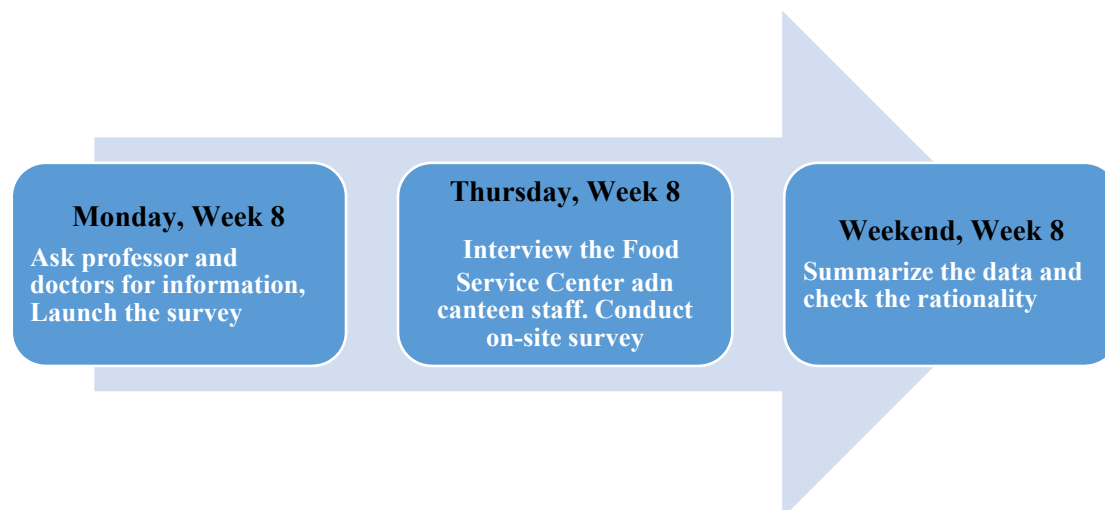 Monday, Week 8
Ask professor and
doctors for information,
Launch the survey
Thursday, Week 8
Interview the Food
Service Center adn
canteen staff. Conduct
on-site survey
Weekend, Week 8
Summarize the data and
check the rationality